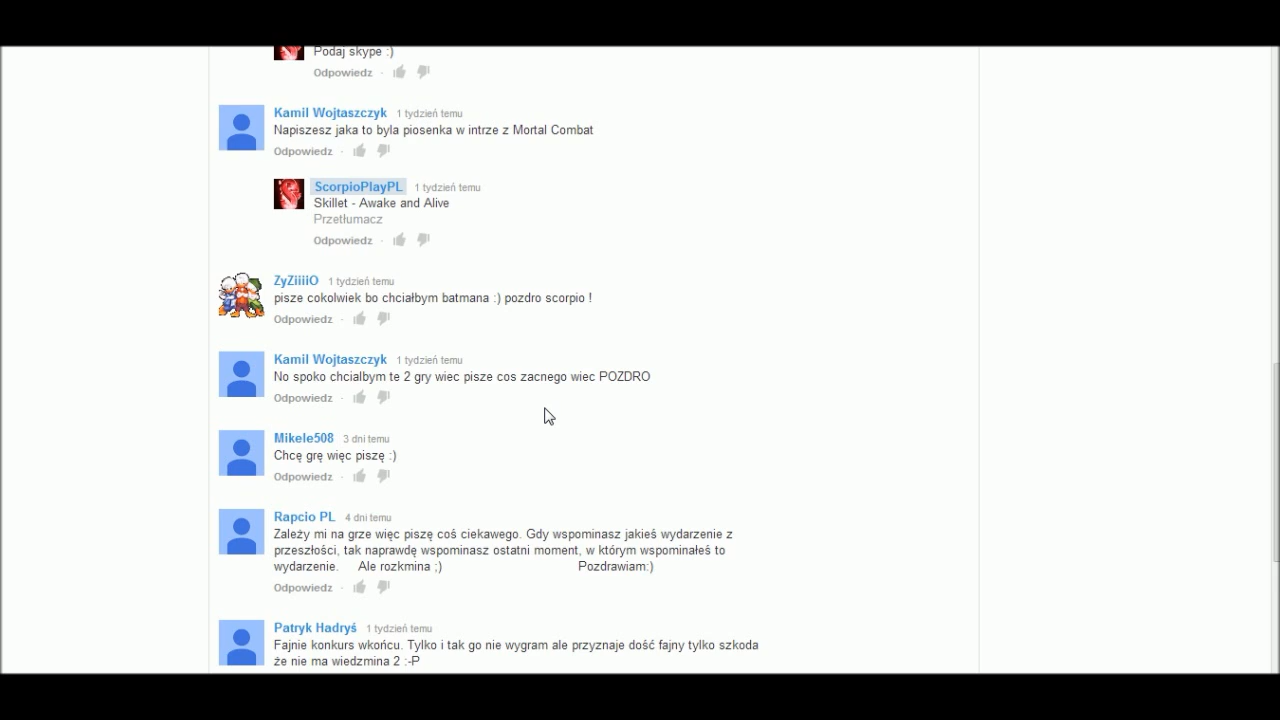 Podaj skype :)
Odpowiedz ·
Kamil Wojtaszczyk 1 tydzień temu
Napiszesz jaka to byla piosenka w intrze z Mortal Combat
Odpowiedz ·
ScorpioPlayPL 1 tydzień temu
Skillet - Awake and Alive
Przetłumacz
Odpowiedz ·
ZyZiiiiO 1 tydzień temu
pisze cokolwiek bo chciałbym batmana :) pozdro scorpio !
Odpowiedz ·
Kamil Wojtaszczyk 1 tydzień temu
No spoko chcialbym te 2 gry wiec pisze cos zacnego wiec POZDRO
Odpowiedz ·
Mikele508 3 dni temu
Chcę grę więc piszę :)
Odpowiedz ·
Rapcio PL 4 dni temu
Zależy mi na grze więc piszę coś ciekawego. Gdy wspominasz jakieś wydarzenie z
przeszłości, tak naprawdę wspominasz ostatni moment, w którym wspominałeś to
wydarzenie. Ale rozkmina ;) Pozdrawiam:)
Odpowiedz ·
Patryk Hadryś 1 tydzień temu
Fajnie konkurs wkońcu. Tylko i tak go nie wygram ale przyznaje dość fajny tylko szkoda
że nie ma wiedzmina 2 :-P